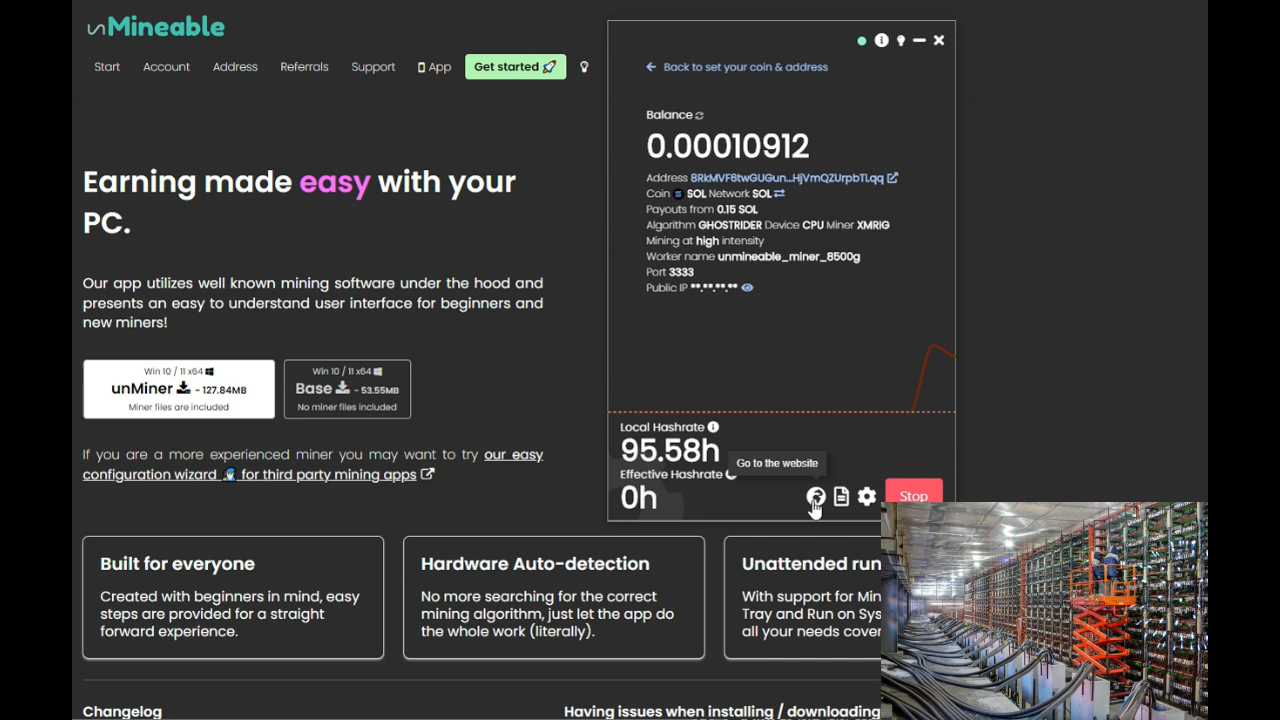 unMineable
Start Account Address Referrals Support App Get started
Earning made easy with your
PC.
Our app utilizes well known mining software under the hood and
presents an easy to understand user interface for beginners and
new miners!
Win 10 / 11 x64
unMiner - 127.84MB
Miner files are included
Win 10 / 11 x64
Base - 53.55MB
No miner files included
If you are a more experienced miner you may want to try our easy
configuration wizard for third party mining apps
Back to set your coin & address
Balance
0.00010912
Address 8RkMVF6twGUGun...HjVmQZUrpbTLqq
Coin SOL Network SOL
Payouts from 0.15 SOL
Algorithm GHOSTRIDER Device CPU Miner XMRIG
Mining at high intensity
Worker name unmineable_miner_8500g
Port 3333
Public IP **.**.**.**
Local Hashrate
95.58h
Go to the website
Effective Hashrate
0h
Stop
Built for everyone
Created with beginners in mind, easy
steps are provided for a straight
forward experience.
Hardware Auto-detection
No more searching for the correct
mining algorithm, just let the app do
the whole work (literally).
Unattended run
With support for Min
Tray and Run on Sys
all your needs cover
Changelog
Having issues when installing / downloading